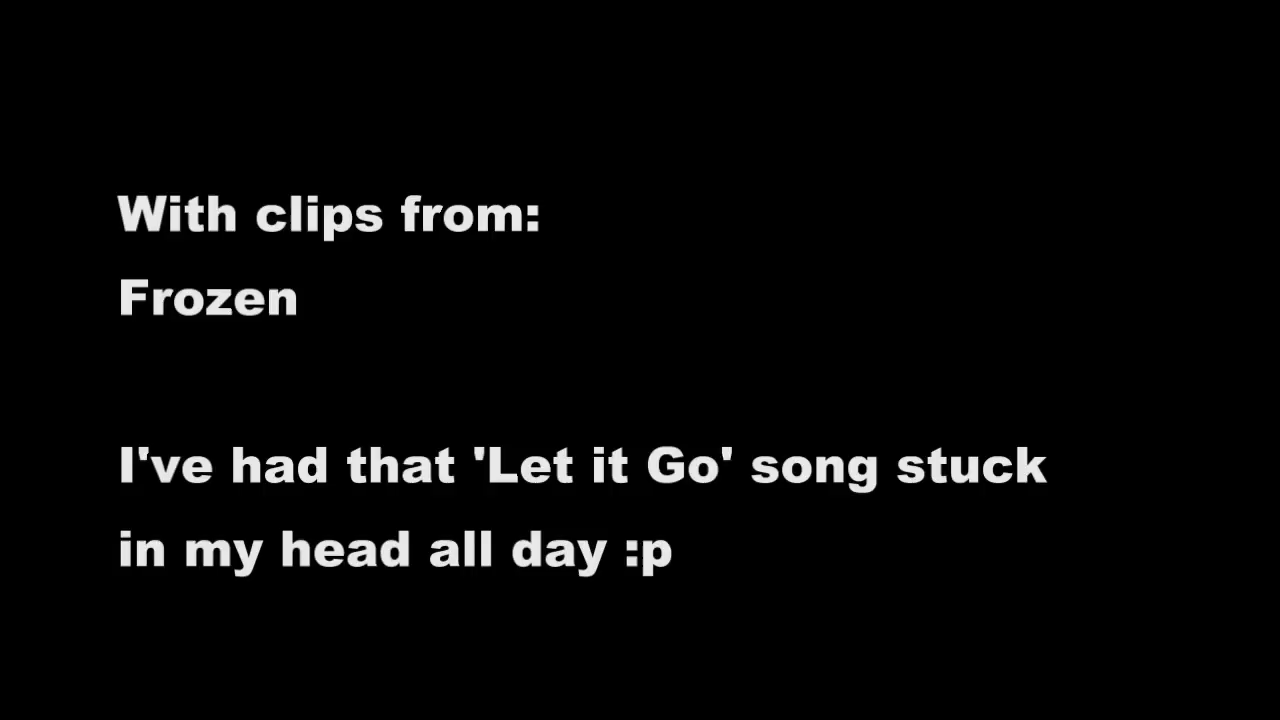 With clips from:
Frozen
I've had that 'Let it Go' song stuck
in my head all day :p